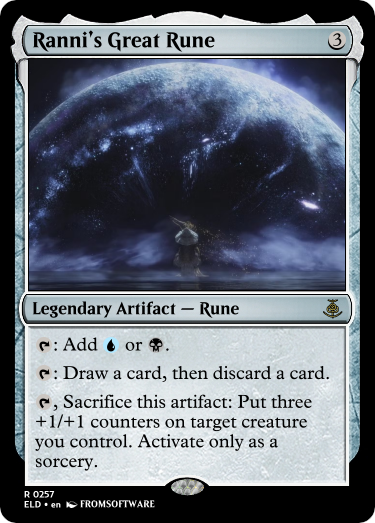 Ranni's Great Rune 3
Legendary Artifact — Rune
: Add or .
: Draw a card, then discard a card.
, Sacrifice this artifact: Put three
+1/+1 counters on target creature
you control. Activate only as a
sorcery.
R 0257
ELD • en FROMSOFTWARE